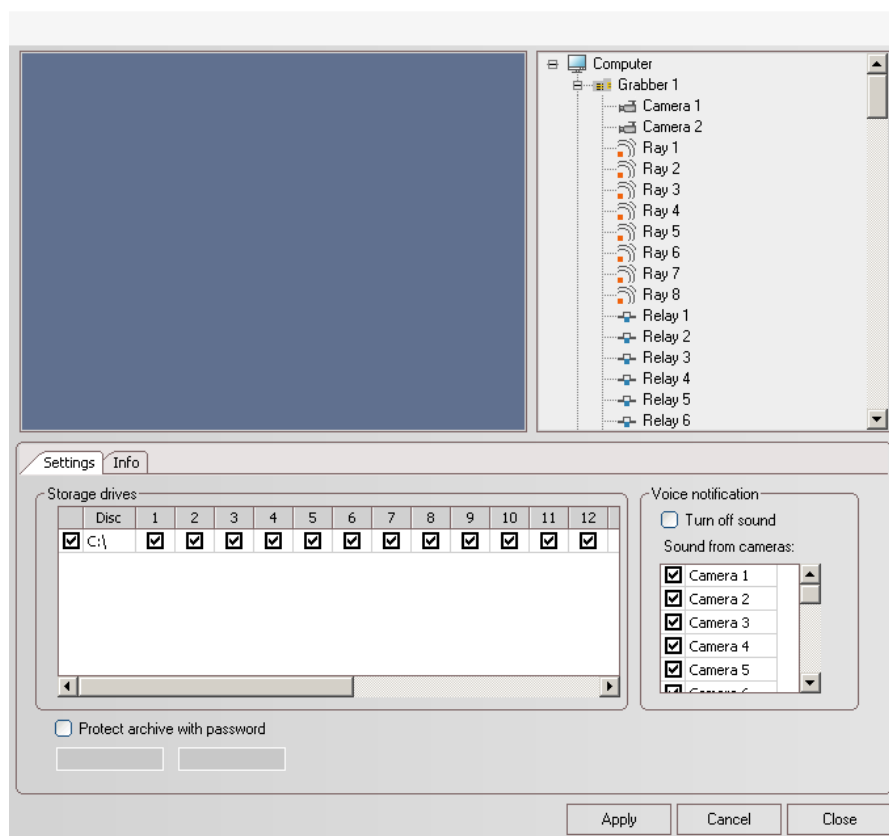 Computer
Grabber 1
Camera 1
Camera 2
Ray 1
Ray 2
Ray 3
Ray 4
Ray 5
Ray 6
Ray 7
Ray 8
Relay 1
Relay 2
Relay 3
Relay 4
Relay 5
Relay 6
Settings Info
Storage drives
Disc 1 2 3 4 5 6 7 8 9 10 11 12
C:\
Voice notification
Turn off sound
Sound from cameras:
Camera 1
Camera 2
Camera 3
Camera 4
Camera 5
Protect archive with password
Apply Cancel Close